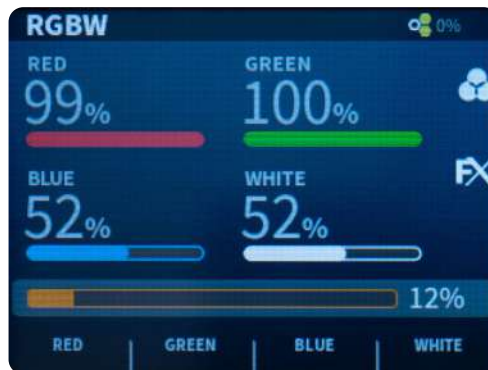 RGBW 0%
RED GREEN
99% 100%
BLUE WHITE
52% 52%
12%
RED GREEN BLUE WHITE
FX